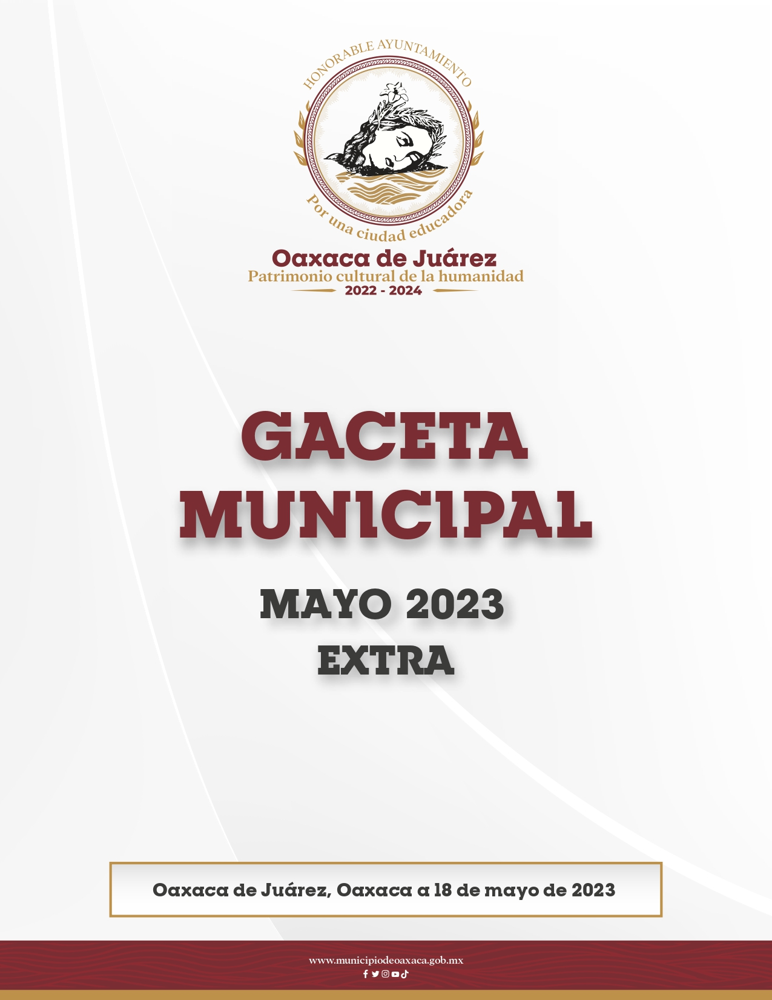 HONORABLE AYUNTAMIENTO
Por una ciudad educadora
Oaxaca de Juárez
Patrimonio cultural de la humanidad
2022 - 2024
GACETA
MUNICIPAL
MAYO 2023
EXTRA
Oaxaca de Juárez, Oaxaca a 18 de mayo de 2023
www.municipiodeoaxaca.gob.mx